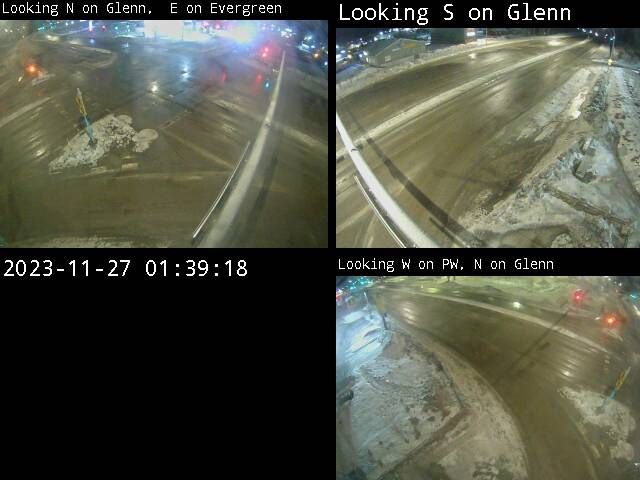 Looking N on Glenn,  E on Evergreen
Looking S on Glenn
2023-11-27 01:39:18
Looking W on PW, N on Glenn